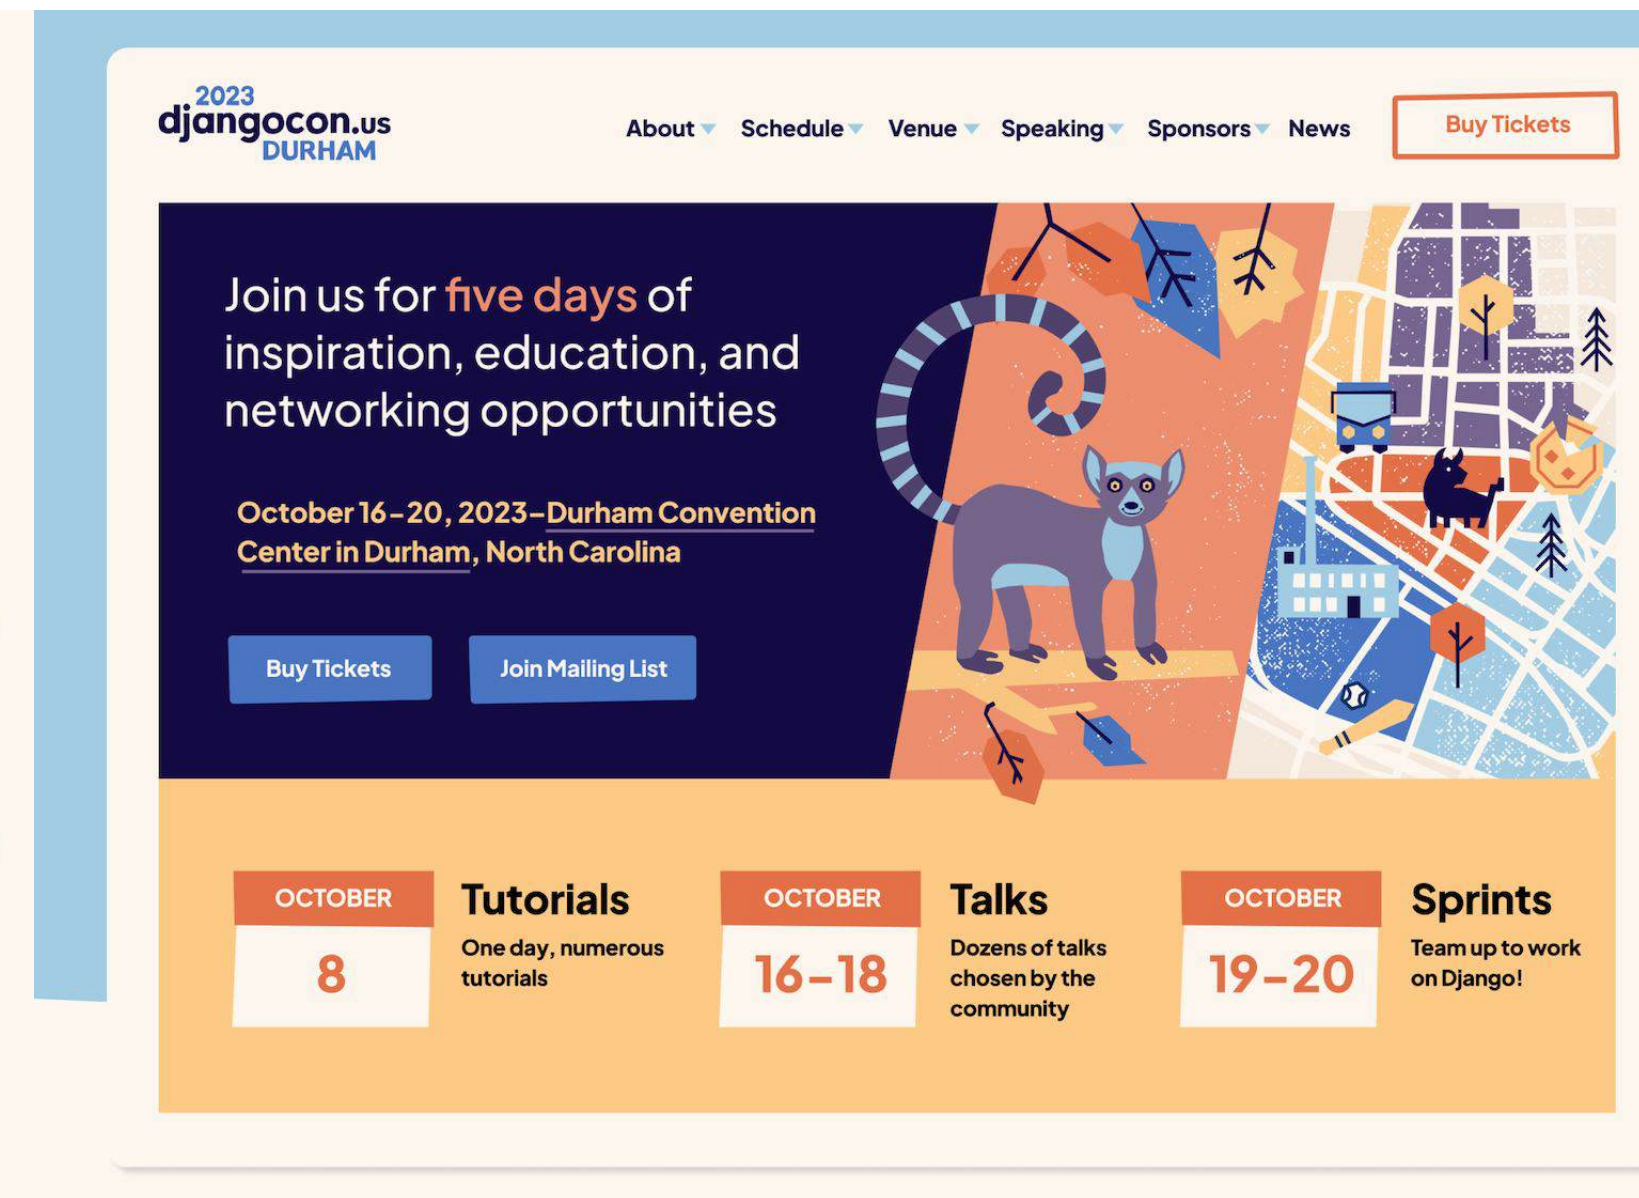 2023
djangocon.us
DURHAM
About
Schedule
Venue
Speaking
Sponsors
News
Buy Tickets
Join us for five days of
inspiration, education, and
networking opportunities
October 16–20, 2023–Durham Convention
Center in Durham, North Carolina
Buy Tickets
Join Mailing List
OCTOBER
8
Tutorials
One day, numerous
tutorials
OCTOBER
16–18
Talks
Dozens of talks
chosen by the
community
OCTOBER
19–20
Sprints
Team up to work
on Django!